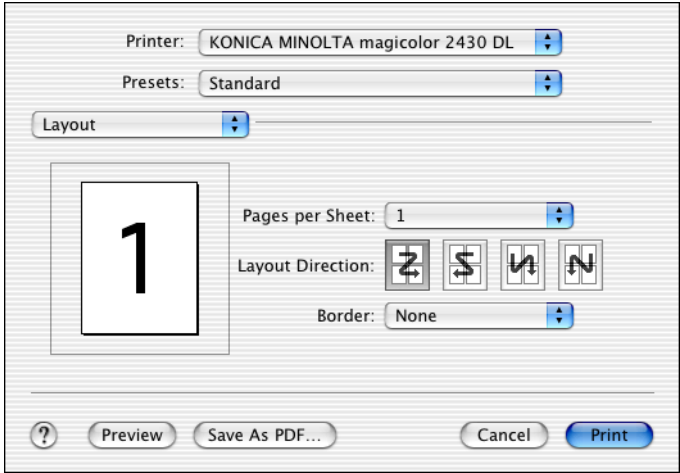 Printer: KONICA MINOLTA magicolor 2430 DL
Presets: Standard
Layout
1
Pages per Sheet: 1
Layout Direction:
Border: None
? Preview Save As PDF... Cancel Print